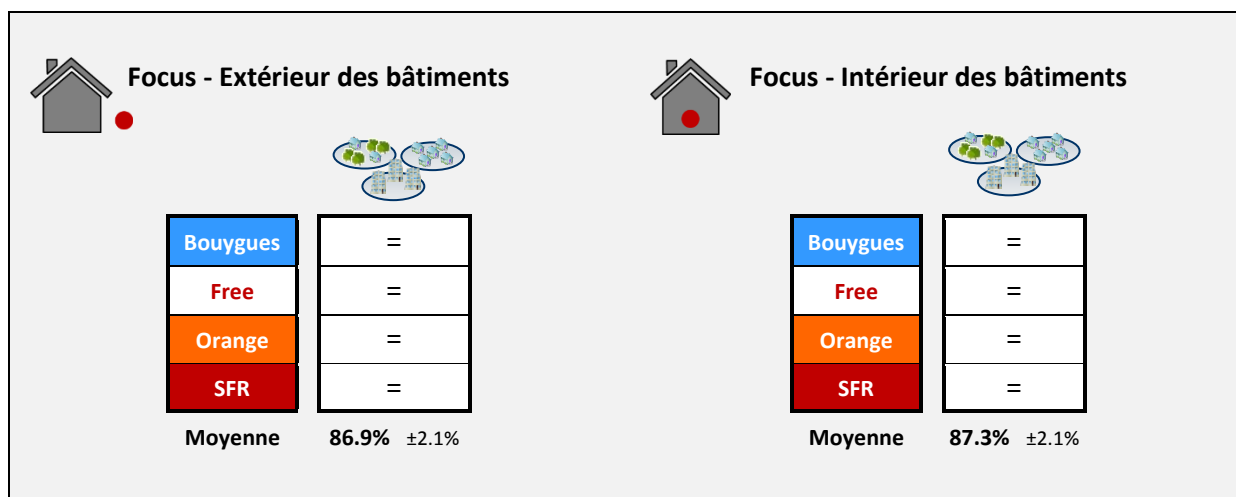 Focus - Extérieur des bâtiments
Bouygues =
Free =
Orange =
SFR =
Moyenne 86.9% ±2.1%
Focus - Intérieur des bâtiments
Bouygues =
Free =
Orange =
SFR =
Moyenne 87.3% ±2.1%